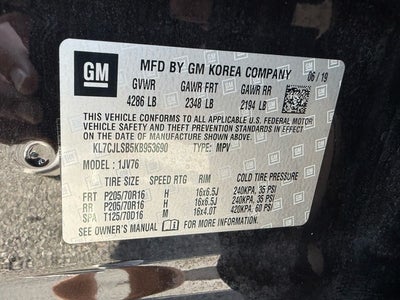 GM
MFD BY GM KOREA COMPANY 06/19
GVWR GAWR FRT GAWR RR
4286 LB 2348 LB 2194 LB
THIS VEHICLE CONFORMS TO ALL APPLICABLE U.S. FEDERAL MOTOR
VEHICLE SAFETY, BUMPER, AND THEFT PREVENTION STANDARDS IN
EFFECT ON THE DATE OF MANUFACTURE SHOWN ABOVE.
KL7CJLSB5KB953690 TYPE: MPV
MODEL: 1JV76
TIRE SIZE SPEED RTG RIM COLD TIRE PRESSURE
FRT P205/70R16 H 16x6.5J 240KPA, 35 PSI
RR P205/70R16 H 16x6.5J 240KPA, 35 PSI
SPA T125/70D16 M 16x4.0T 420KPA, 60 PSI
SEE OWNER'S MANUAL FOR MORE INFORMATION.